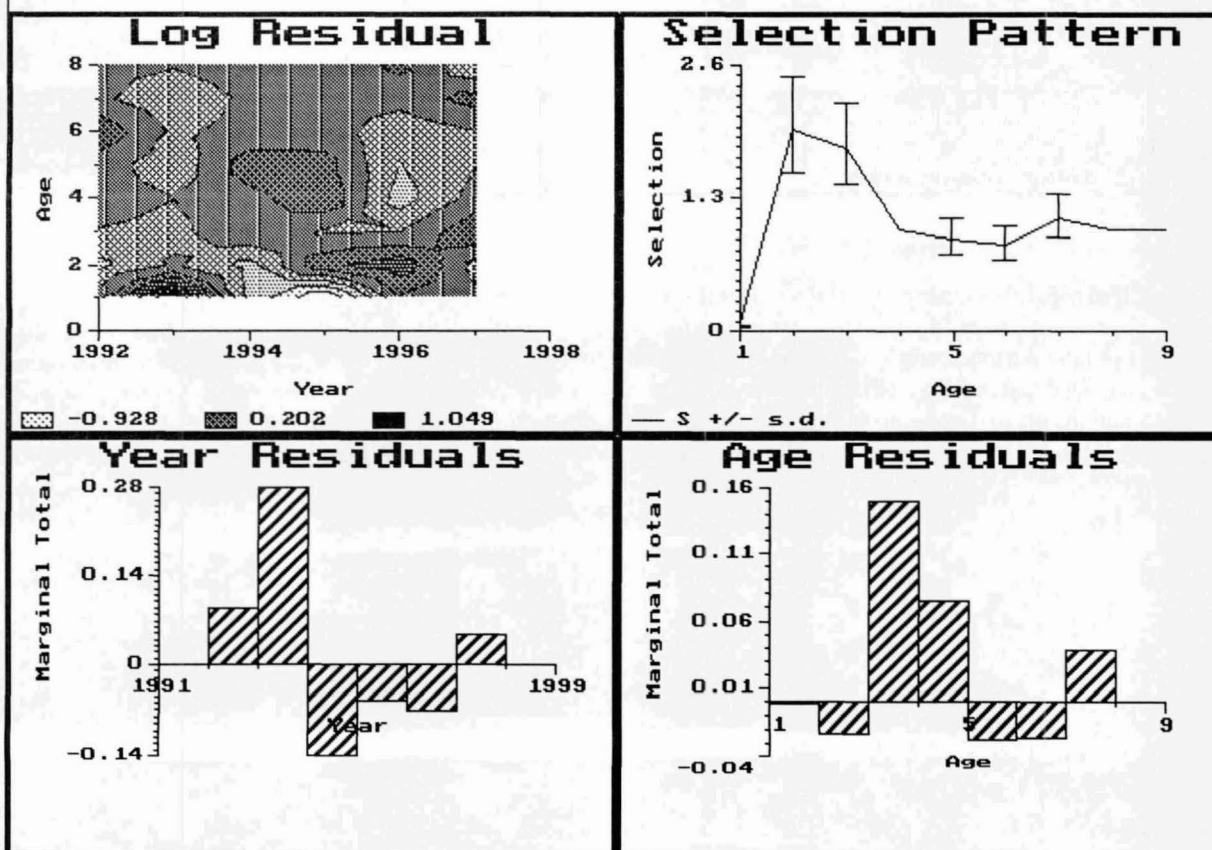 Log Residual
8
6
4
2
0
Age
1992 1994 1996 1998
Year
-0.928 0.202 1.049
Selection Pattern
2.6
1.3
0
Selection
1 5 9
Age
S +/- s.d.
Year Residuals
0.28
0.14
0
-0.14
Marginal Total
1991 1999
Year
Age Residuals
0.16
0.11
0.06
0.01
-0.04
Marginal Total
1 5 9
Age